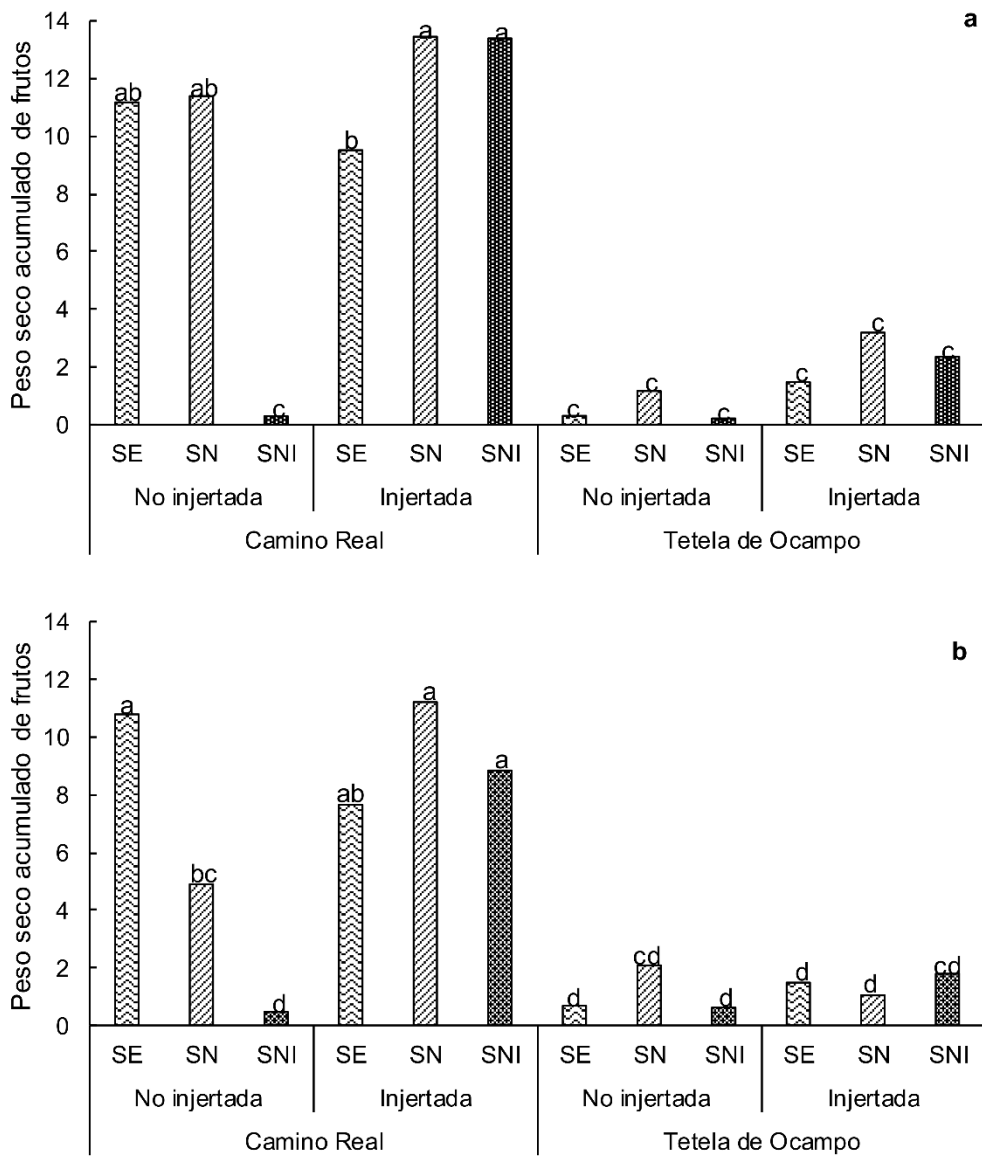 a
Peso seco acumulado de frutos
14
12
10
8
6
4
2
0
ab ab c b a a c c c c c c
SE SN SNI SE SN SNI SE SN SNI SE SN SNI
No injertada Injertada No injertada Injertada
Camino Real Tetela de Ocampo
b
Peso seco acumulado de frutos
14
12
10
8
6
4
2
0
a bc d ab a a d cd d d d cd
SE SN SNI SE SN SNI SE SN SNI SE SN SNI
No injertada Injertada No injertada Injertada
Camino Real Tetela de Ocampo